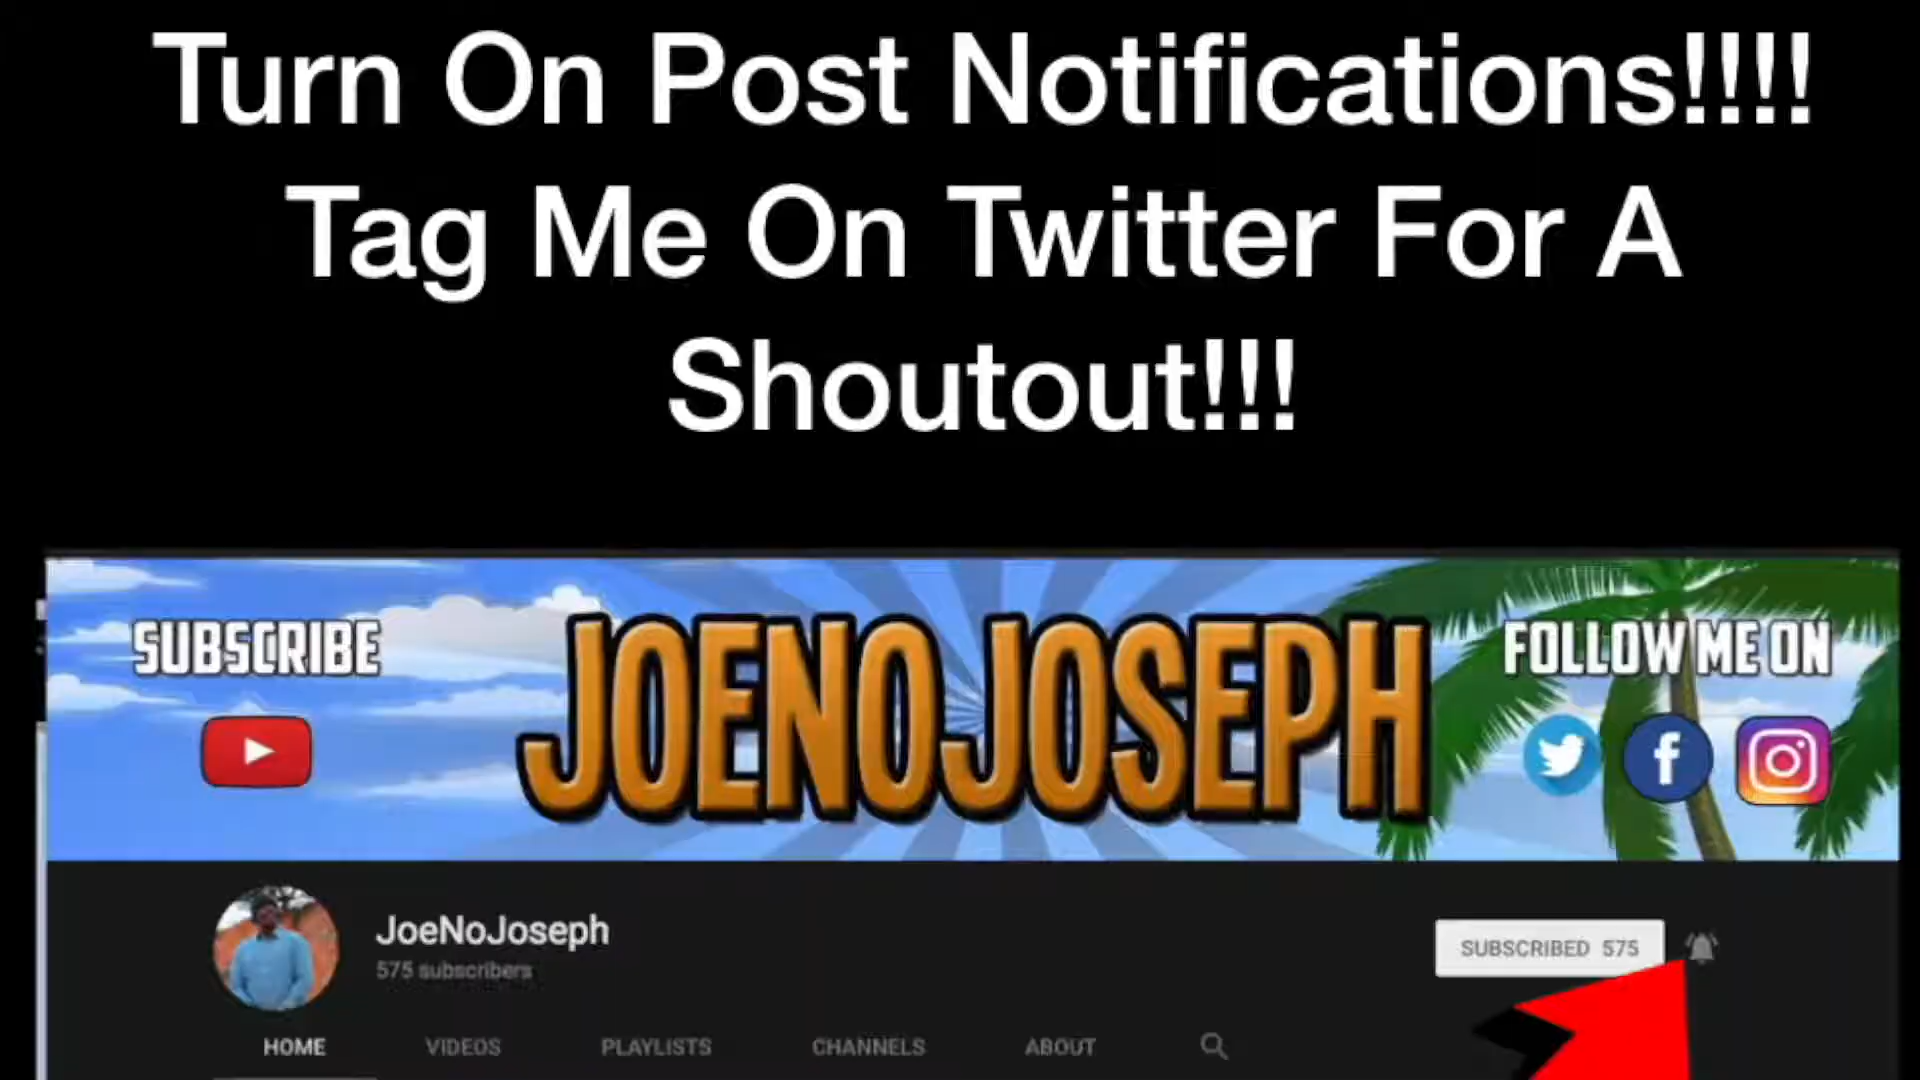 Turn On Post Notifications!!!!
Tag Me On Twitter For A
Shoutout!!!
SUBSCRIBE
JOENOJOSEPH
FOLLOW ME ON
JoeNoJoseph
575 subscribers
SUBSCRIBED 575
HOME VIDEOS PLAYLISTS CHANNELS ABOUT